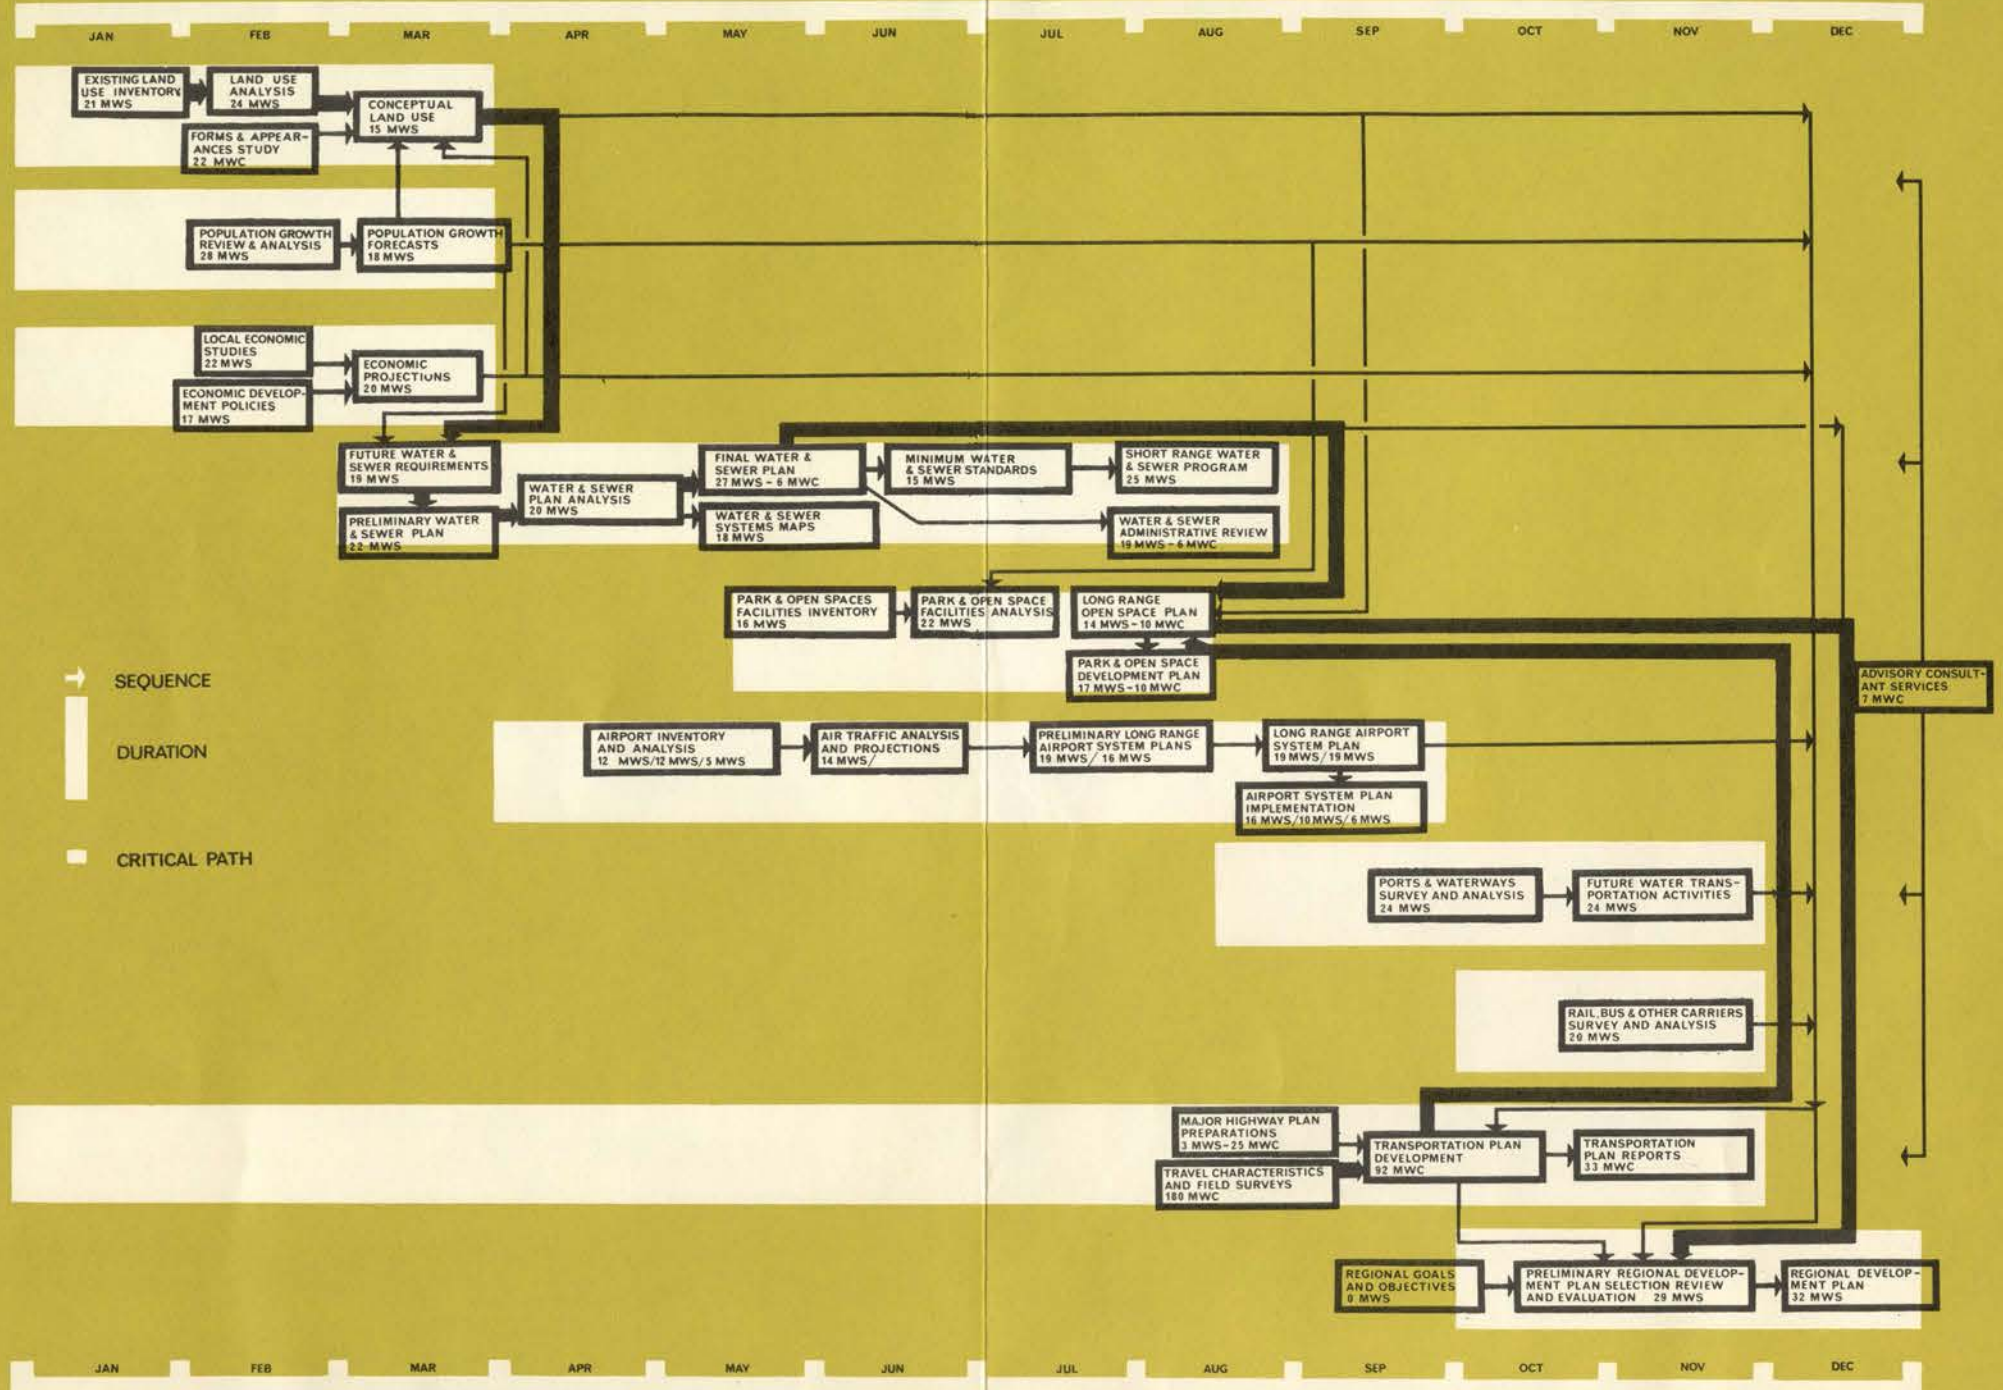 JAN FEB MAR APR MAY JUN JUL AUG SEP OCT NOV DEC
EXISTING LAND
USE INVENTORY
21 MWS
LAND USE
ANALYSIS
24 MWS
CONCEPTUAL
LAND USE
15 MWS
FORMS & APPEAR-
ANCES STUDY
22 MWC
POPULATION GROWTH
REVIEW & ANALYSIS
28 MWS
POPULATION GROWTH
FORECASTS
18 MWS
LOCAL ECONOMIC
STUDIES
22 MWS
ECONOMIC
PROJECTIONS
20 MWS
ECONOMIC DEVELOP-
MENT POLICIES
17 MWS
FUTURE WATER &
SEWER REQUIREMENTS
19 MWS
PRELIMINARY WATER
& SEWER PLAN
22 MWS
WATER & SEWER
PLAN ANALYSIS
20 MWS
FINAL WATER &
SEWER PLAN
27 MWS - 6 MWC
WATER & SEWER
SYSTEMS MAPS
18 MWS
MINIMUM WATER
& SEWER STANDARDS
15 MWS
SHORT RANGE WATER
& SEWER PROGRAM
25 MWS
WATER & SEWER
ADMINISTRATIVE REVIEW
19 MWS - 6 MWC
PARK & OPEN SPACES
FACILITIES INVENTORY
16 MWS
PARK & OPEN SPACE
FACILITIES ANALYSIS
22 MWS
LONG RANGE
OPEN SPACE PLAN
14 MWS-10 MWC
PARK & OPEN SPACE
DEVELOPMENT PLAN
17 MWS-10 MWC
ADVISORY CONSULT-
ANT SERVICES
7 MWC
SEQUENCE
DURATION
CRITICAL PATH
AIRPORT INVENTORY
AND ANALYSIS
12 MWS/12 MWS/5 MWS
AIR TRAFFIC ANALYSIS
AND PROJECTIONS
14 MWS/
PRELIMINARY LONG RANGE
AIRPORT SYSTEM PLANS
19 MWS/ 16 MWS
LONG RANGE AIRPORT
SYSTEM PLAN
19 MWS/19 MWS
AIRPORT SYSTEM PLAN
IMPLEMENTATION
16 MWS/10MWS/6 MWS
PORTS & WATERWAYS
SURVEY AND ANALYSIS
24 MWS
FUTURE WATER TRANS-
PORTATION ACTIVITIES
24 MWS
RAIL, BUS & OTHER CARRIERS
SURVEY AND ANALYSIS
20 MWS
MAJOR HIGHWAY PLAN
PREPARATIONS
3 MWS-25 MWC
TRAVEL CHARACTERISTICS
AND FIELD SURVEYS
180 MWC
TRANSPORTATION PLAN
DEVELOPMENT
92 MWC
TRANSPORTATION
PLAN REPORTS
33 MWC
REGIONAL GOALS
AND OBJECTIVES
0 MWS
PRELIMINARY REGIONAL DEVELOP-
MENT PLAN SELECTION REVIEW
AND EVALUATION 29 MWS
REGIONAL DEVELOP-
MENT PLAN
32 MWS
JAN FEB MAR APR MAY JUN JUL AUG SEP OCT NOV DEC